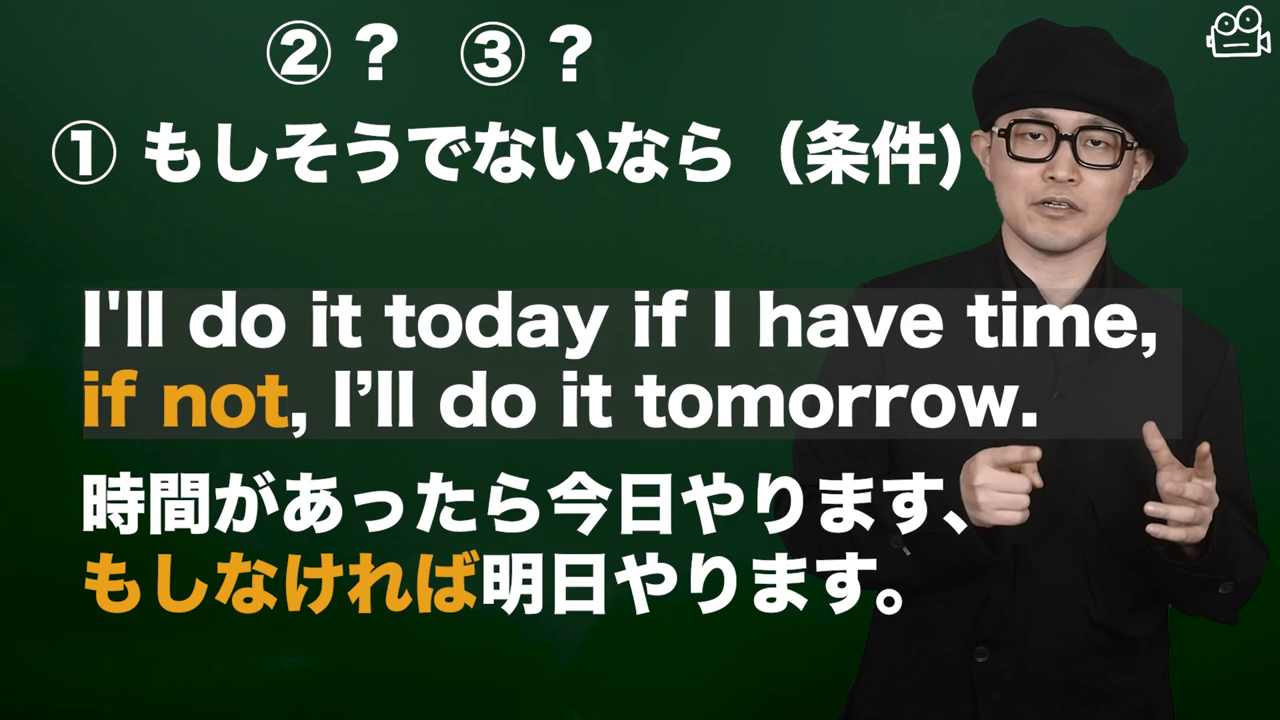 ② ? ③ ?
① もしそうでないなら（条件)
I'll do it today if I have time,
if not, I’ll do it tomorrow.
時間があったら今日やります、
もしなければ明日やります。